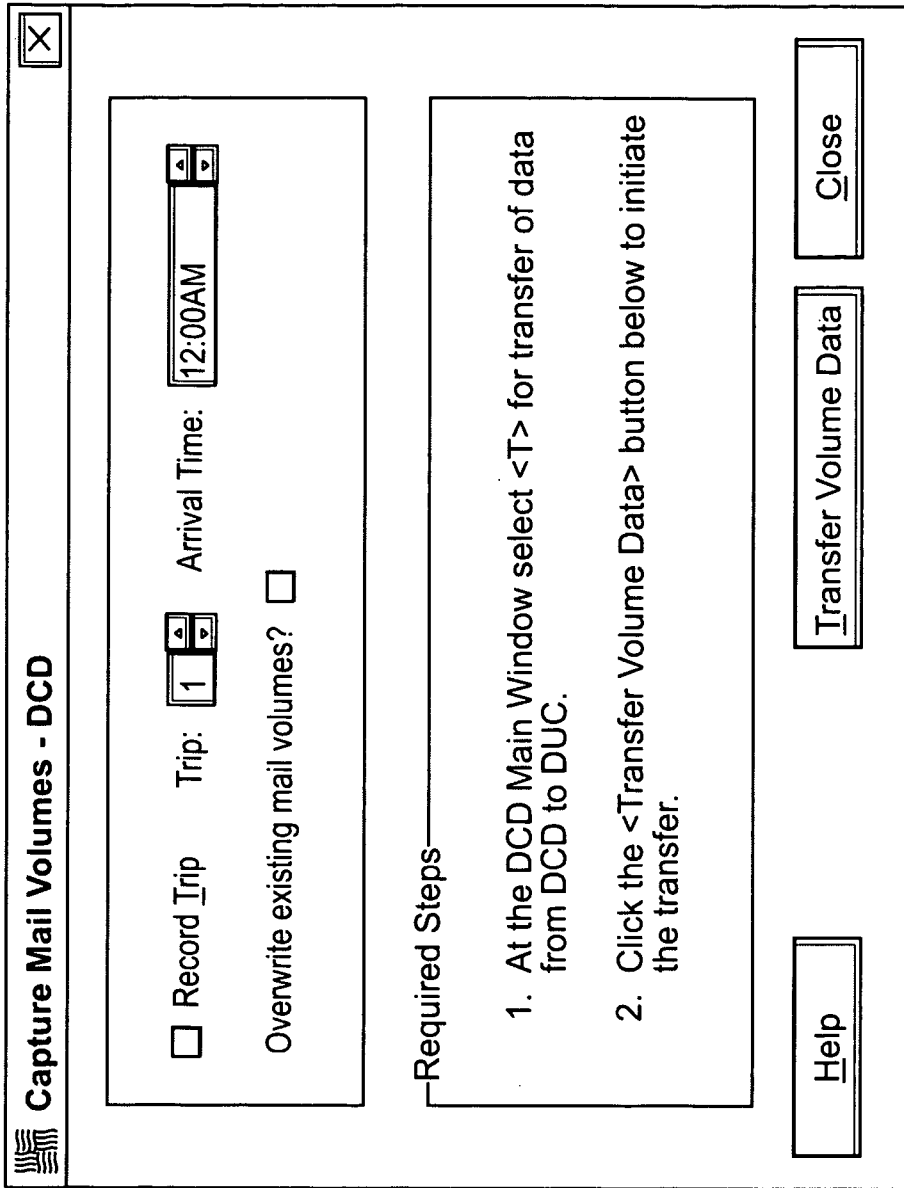 Capture Mail Volumes - DCD
Record Trip Trip: 1 Arrival Time: 12:00AM
Overwrite existing mail volumes?
Required Steps
1. At the DCD Main Window select <T> for transfer of data
from DCD to DUC.
2. Click the <Transfer Volume Data> button below to initiate
the transfer.
Help Transfer Volume Data Close